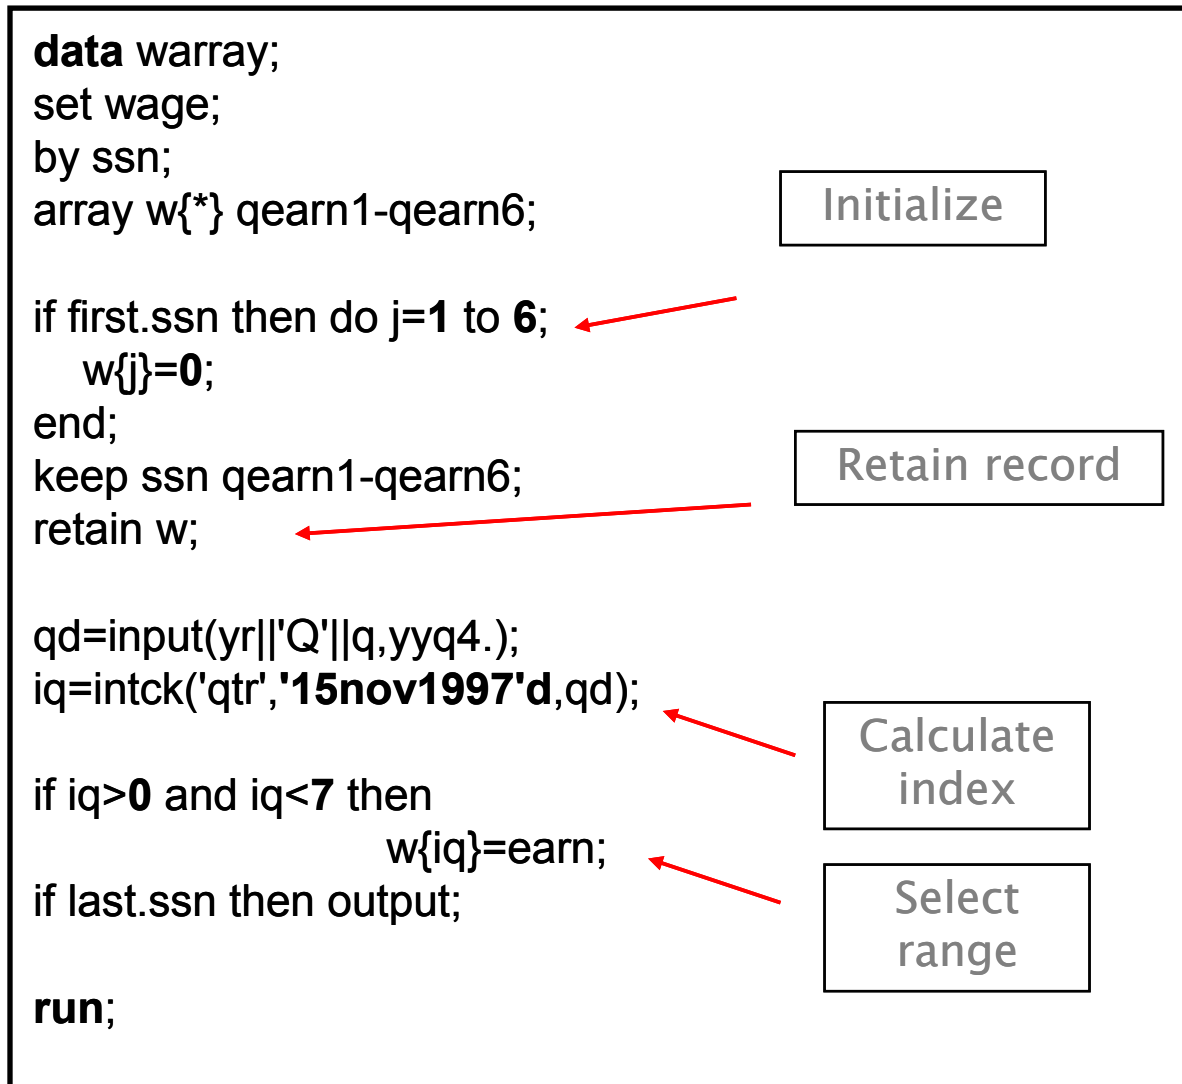 data warray;
set wage;
by ssn;
array w{*} qearn1-qearn6;
Initialize
if first.ssn then do j=1 to 6;
w{j}=0;
end;
keep ssn qearn1-qearn6;
Retain record
retain w;
qd=input(yr||'Q'||q,yyq4.);
iq=intck('qtr','15nov1997'd,qd);
Calculate
index
if iq>0 and iq<7 then
w{iq}=earn;
if last.ssn then output;
Select
range
run;